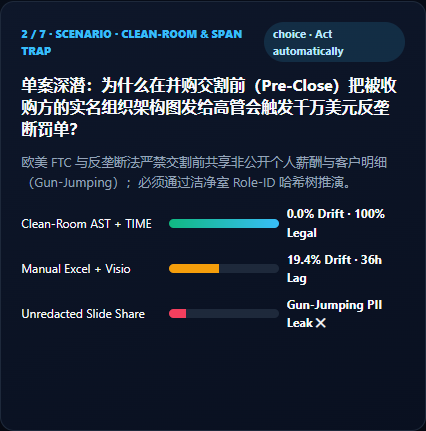 2 / 7 · SCENARIO · CLEAN-ROOM & SPAN
TRAP
choice · Act
automatically
单案深潜：为什么在并购交割前（Pre-Close）把被收
购方的实名组织架构图发给高管会触发千万美元反垄
断罚单？
欧美 FTC 与反垄断法严禁交割前共享非公开个人薪酬与客户明细
（Gun-Jumping）；必须通过洁净室 Role-ID 哈希树推演。
Clean-Room AST + TIME
0.0% Drift · 100%
Legal
Manual Excel + Visio
19.4% Drift · 36h
Lag
Unredacted Slide Share
Gun-Jumping PII
Leak ❌